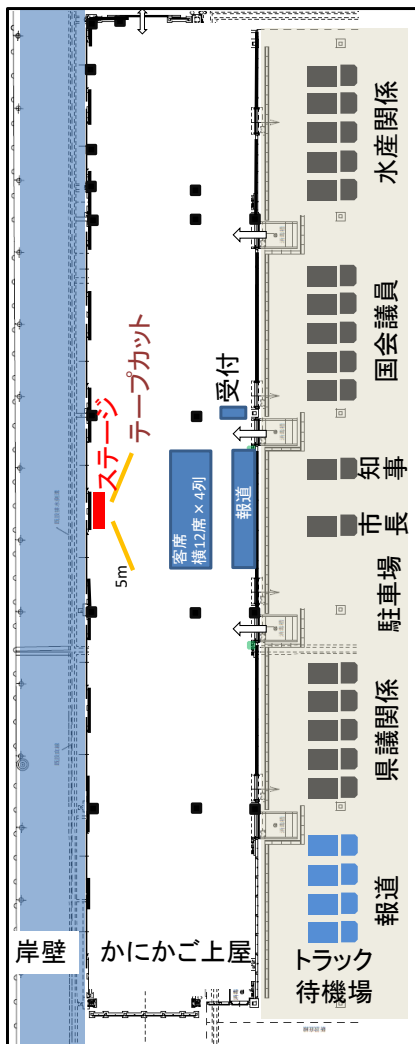 岸壁
かにかご上屋
トラック
待機場
ステージ
テープカット
5m
客席
横12席×4列
報道
受付
水産関係
国会議員
知事
市長
駐車場
県議関係
報道